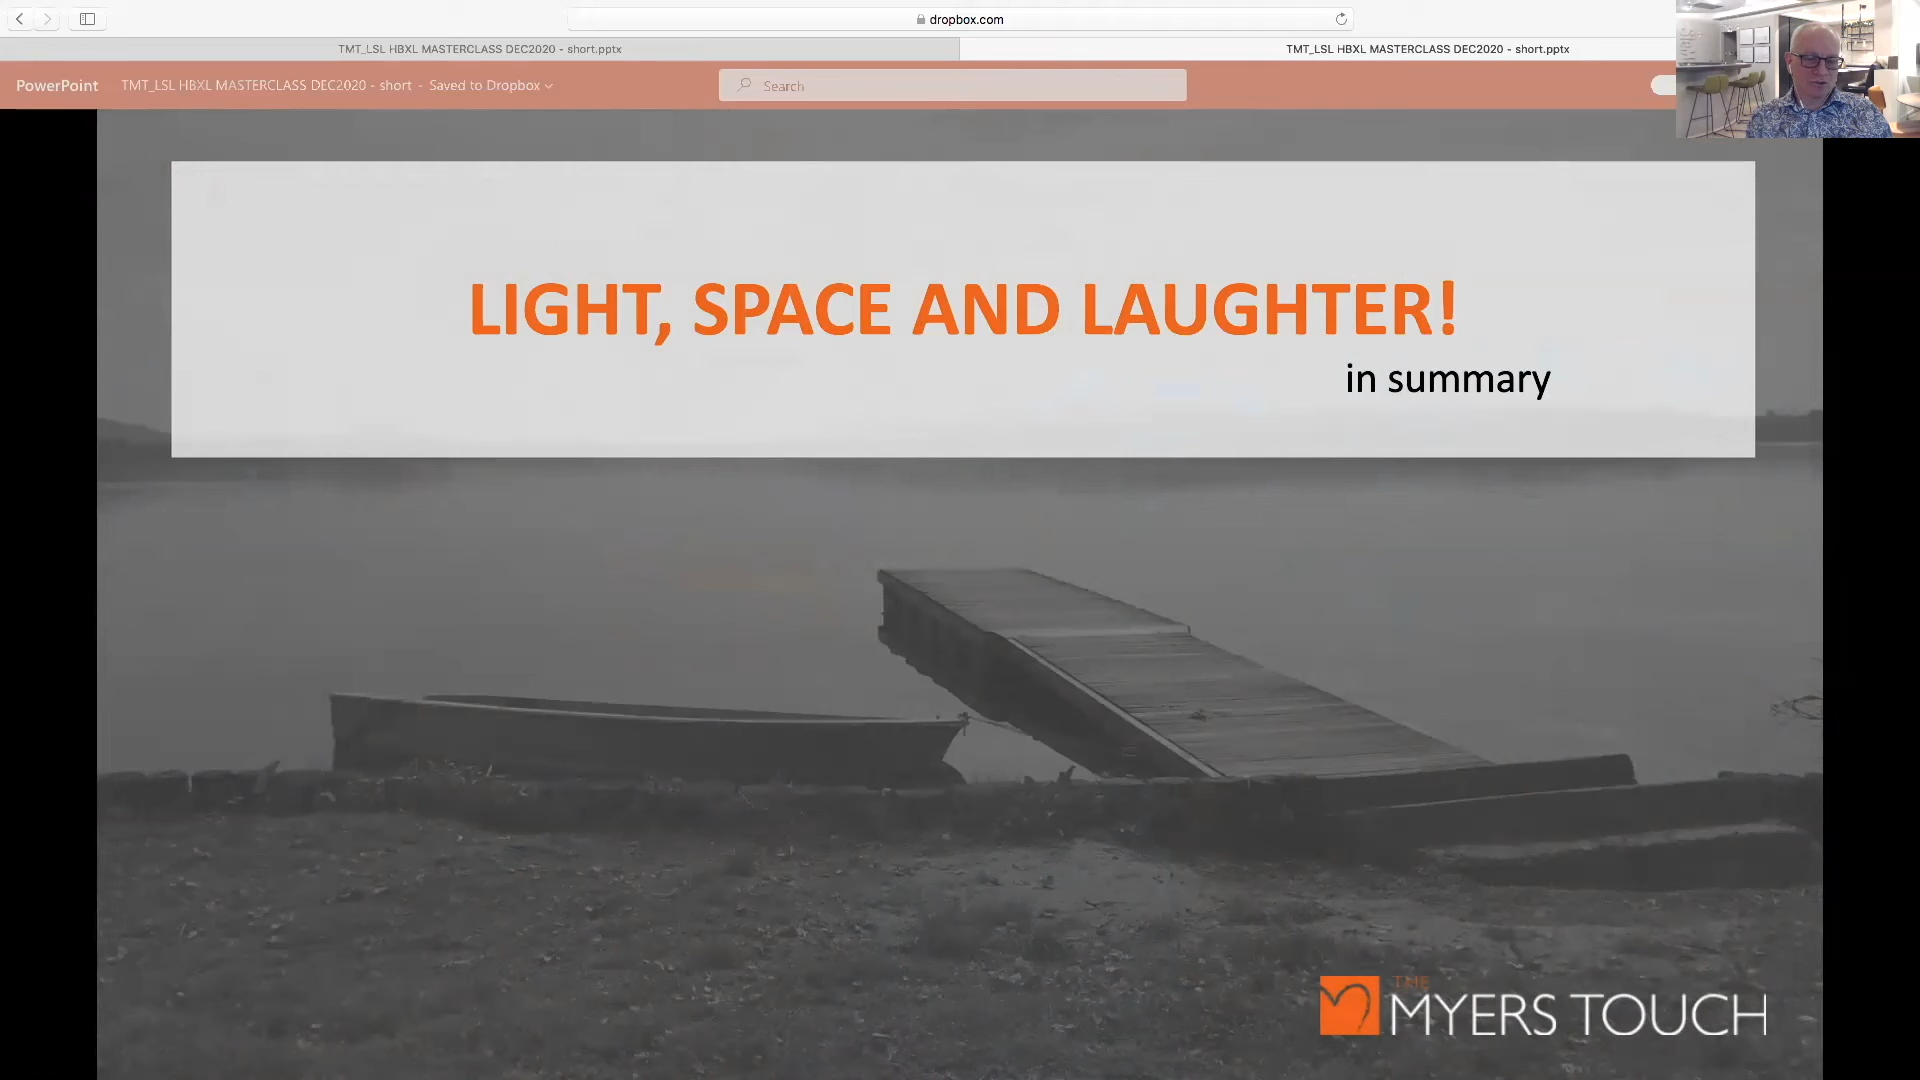 dropbox.com
TMT_LSL HBXL MASTERCLASS DEC2020 - short.pptx
TMT_LSL HBXL MASTERCLASS DEC2020 - short.pptx
PowerPoint
TMT_LSL HBXL MASTERCLASS DEC2020 - short - Saved to Dropbox
Search
LIGHT, SPACE AND LAUGHTER!
in summary
THE
MYERS TOUCH